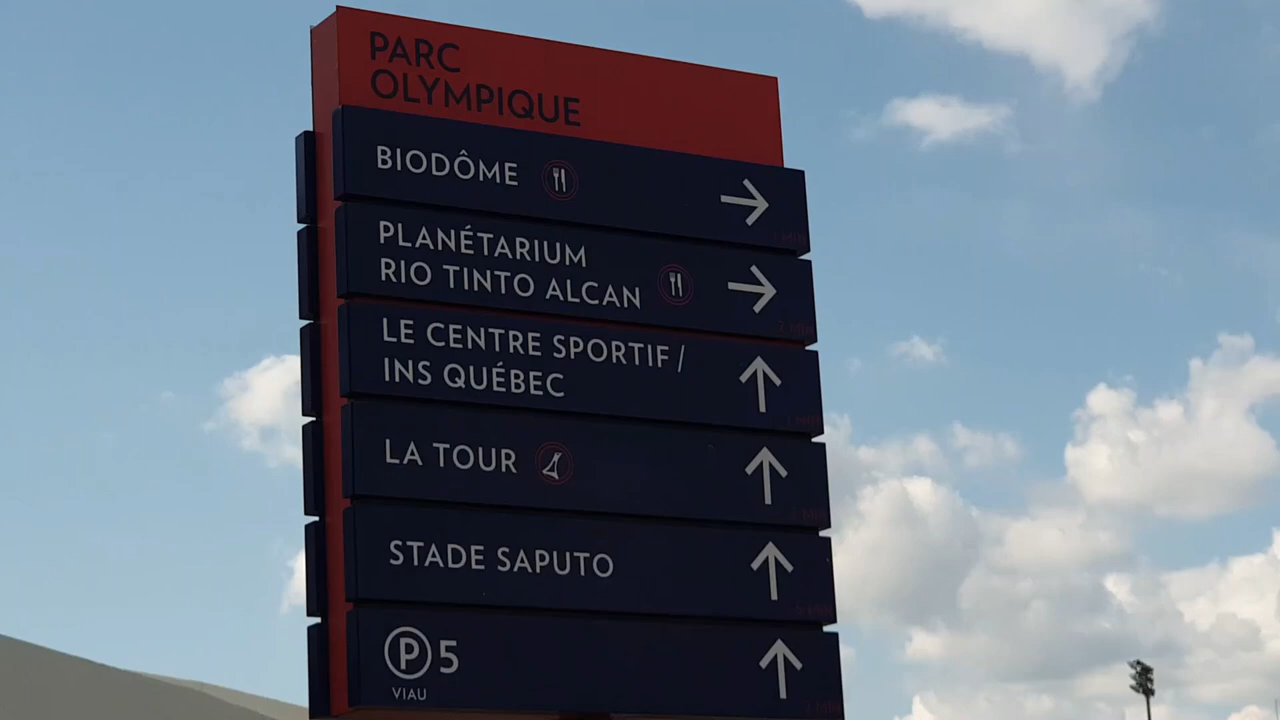 PARC
OLYMPIQUE
BIODÔME
PLANÉTARIUM
RIO TINTO ALCAN
LE CENTRE SPORTIF /
INS QUÉBEC
LA TOUR
STADE SAPUTO
P 5
VIAU